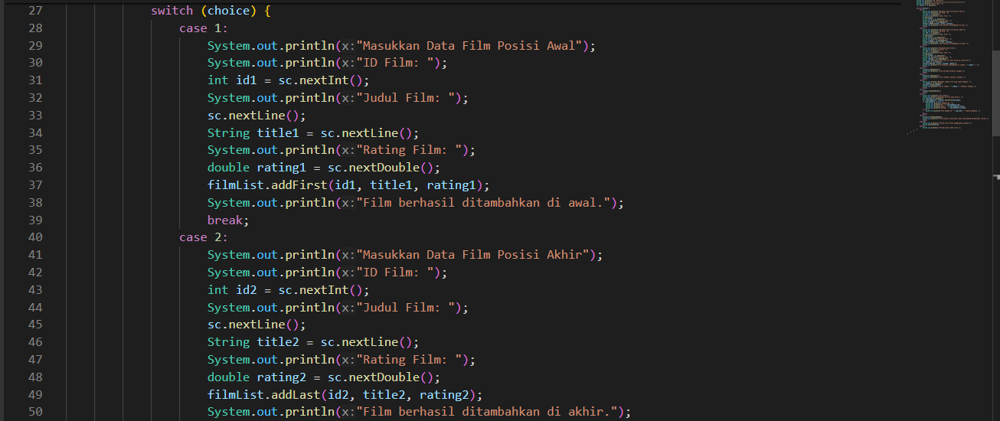 27 switch (choice) {
28 case 1:
29 System.out.println(x:"Masukkan Data Film Posisi Awal");
30 System.out.println(x:"ID Film: ");
31 int id1 = sc.nextInt();
32 System.out.println(x:"Judul Film: ");
33 sc.nextLine();
34 String title1 = sc.nextLine();
35 System.out.println(x:"Rating Film: ");
36 double rating1 = sc.nextDouble();
37 filmList.addFirst(id1, title1, rating1);
38 System.out.println(x:"Film berhasil ditambahkan di awal.");
39 break;
40 case 2:
41 System.out.println(x:"Masukkan Data Film Posisi Akhir");
42 System.out.println(x:"ID Film: ");
43 int id2 = sc.nextInt();
44 System.out.println(x:"Judul Film: ");
45 sc.nextLine();
46 String title2 = sc.nextLine();
47 System.out.println(x:"Rating Film: ");
48 double rating2 = sc.nextDouble();
49 filmList.addLast(id2, title2, rating2);
50 System.out.println(x:"Film berhasil ditambahkan di akhir.");